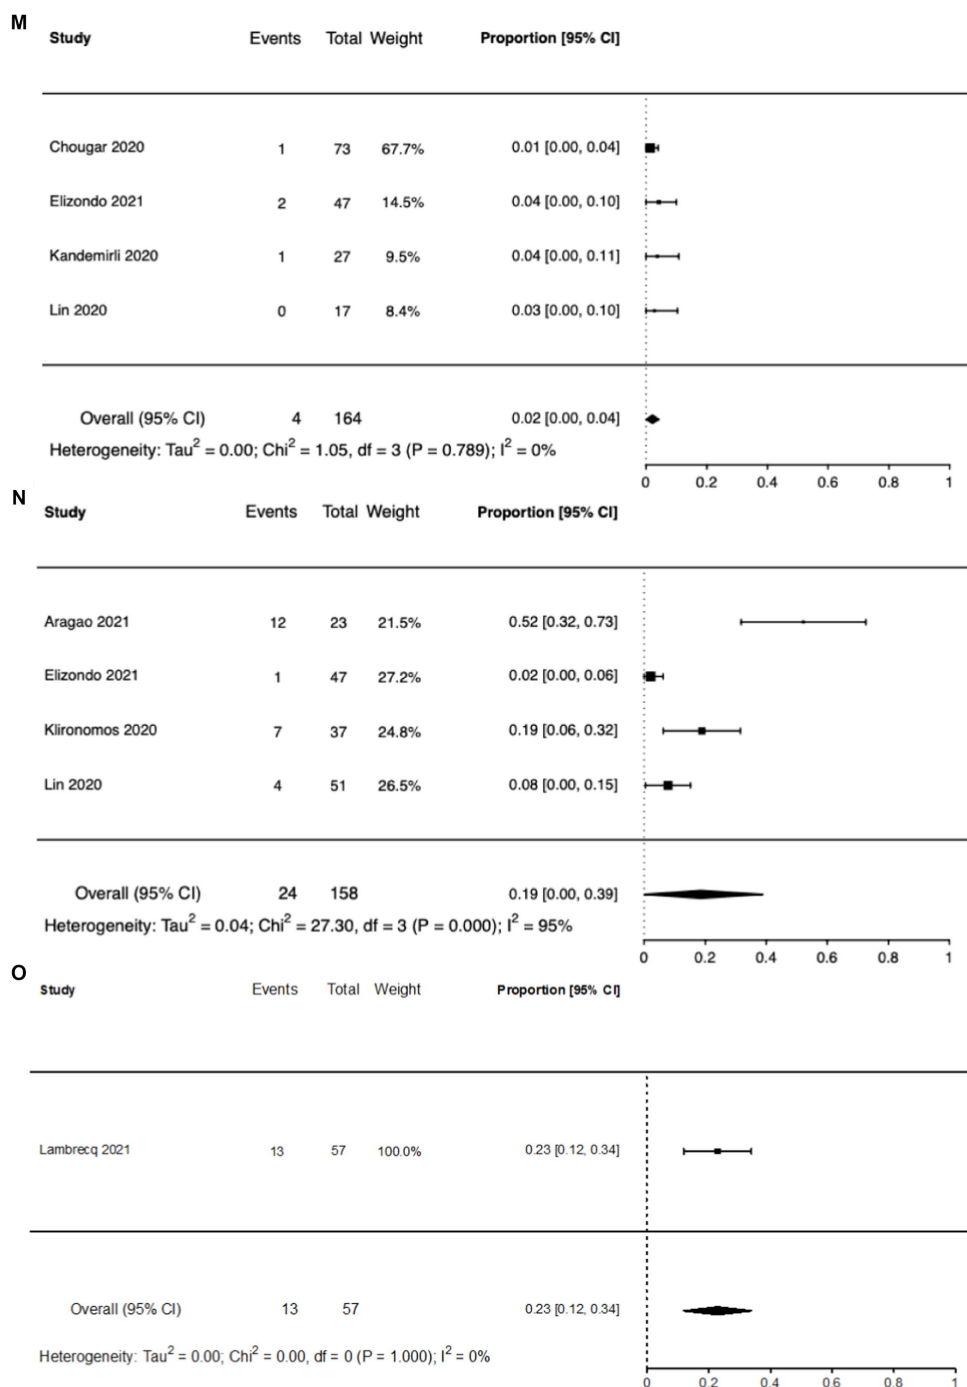 M
Study Events Total Weight Proportion [95% CI]
Chougar 2020 1 73 67.7% 0.01 [0.00, 0.04]
Elizondo 2021 2 47 14.5% 0.04 [0.00, 0.10]
Kandemirli 2020 1 27 9.5% 0.04 [0.00, 0.11]
Lin 2020 0 17 8.4% 0.03 [0.00, 0.10]
Overall (95% CI) 4 164 0.02 [0.00, 0.04]
Heterogeneity: Tau² = 0.00; Chi² = 1.05, df = 3 (P = 0.789); I² = 0%
0 0.2 0.4 0.6 0.8 1
N
Study Events Total Weight Proportion [95% CI]
Aragao 2021 12 23 21.5% 0.52 [0.32, 0.73]
Elizondo 2021 1 47 27.2% 0.02 [0.00, 0.06]
Klironomos 2020 7 37 24.8% 0.19 [0.06, 0.32]
Lin 2020 4 51 26.5% 0.08 [0.00, 0.15]
Overall (95% CI) 24 158 0.19 [0.00, 0.39]
Heterogeneity: Tau² = 0.04; Chi² = 27.30, df = 3 (P = 0.000); I² = 95%
0 0.2 0.4 0.6 0.8 1
O
Study Events Total Weight Proportion [95% CI]
Lambrecq 2021 13 57 100.0% 0.23 [0.12, 0.34]
Overall (95% CI) 13 57 0.23 [0.12, 0.34]
Heterogeneity: Tau² = 0.00; Chi² = 0.00, df = 0 (P = 1.000); I² = 0%
0 0.2 0.4 0.6 0.8 1